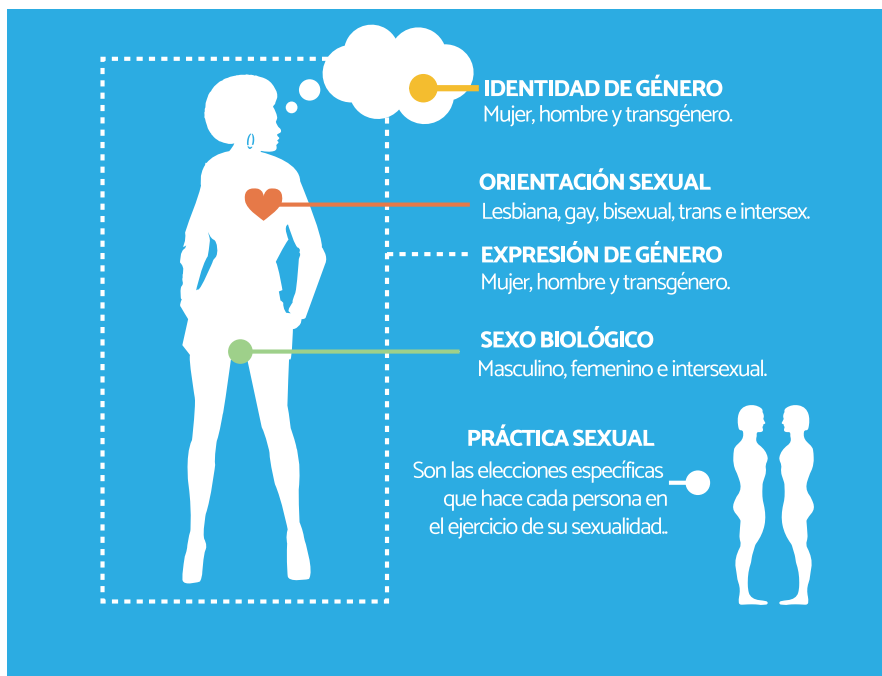 IDENTIDAD DE GÉNERO
Mujer, hombre y transgénero.
ORIENTACIÓN SEXUAL
Lesbiana, gay, bisexual, trans e intersex.
EXPRESIÓN DE GÉNERO
Mujer, hombre y transgénero.
SEXO BIOLÓGICO
Masculino, femenino e intersexual.
PRÁCTICA SEXUAL
Son las elecciones específicas
que hace cada persona en
el ejercicio de su sexualidad..